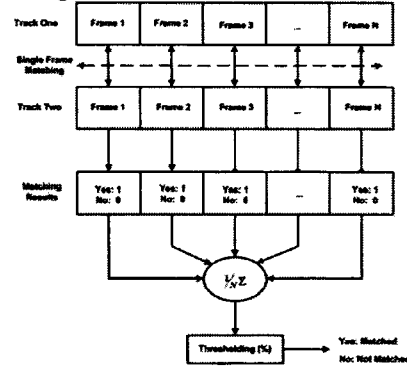 Track One Frame 1 Frame 2 Frame 3 ... Frame N
Single Frame
Matching
Track Two Frame 1 Frame 2 Frame 3 ... Frame N
Matching
Results
Yes: 1 Yes: 1 Yes: 1 ... Yes: 1
No: 0 No: 0 No: 0 No: 0
1/N Σ
Thresholding (%)
Yes: Matched
No: Not Matched